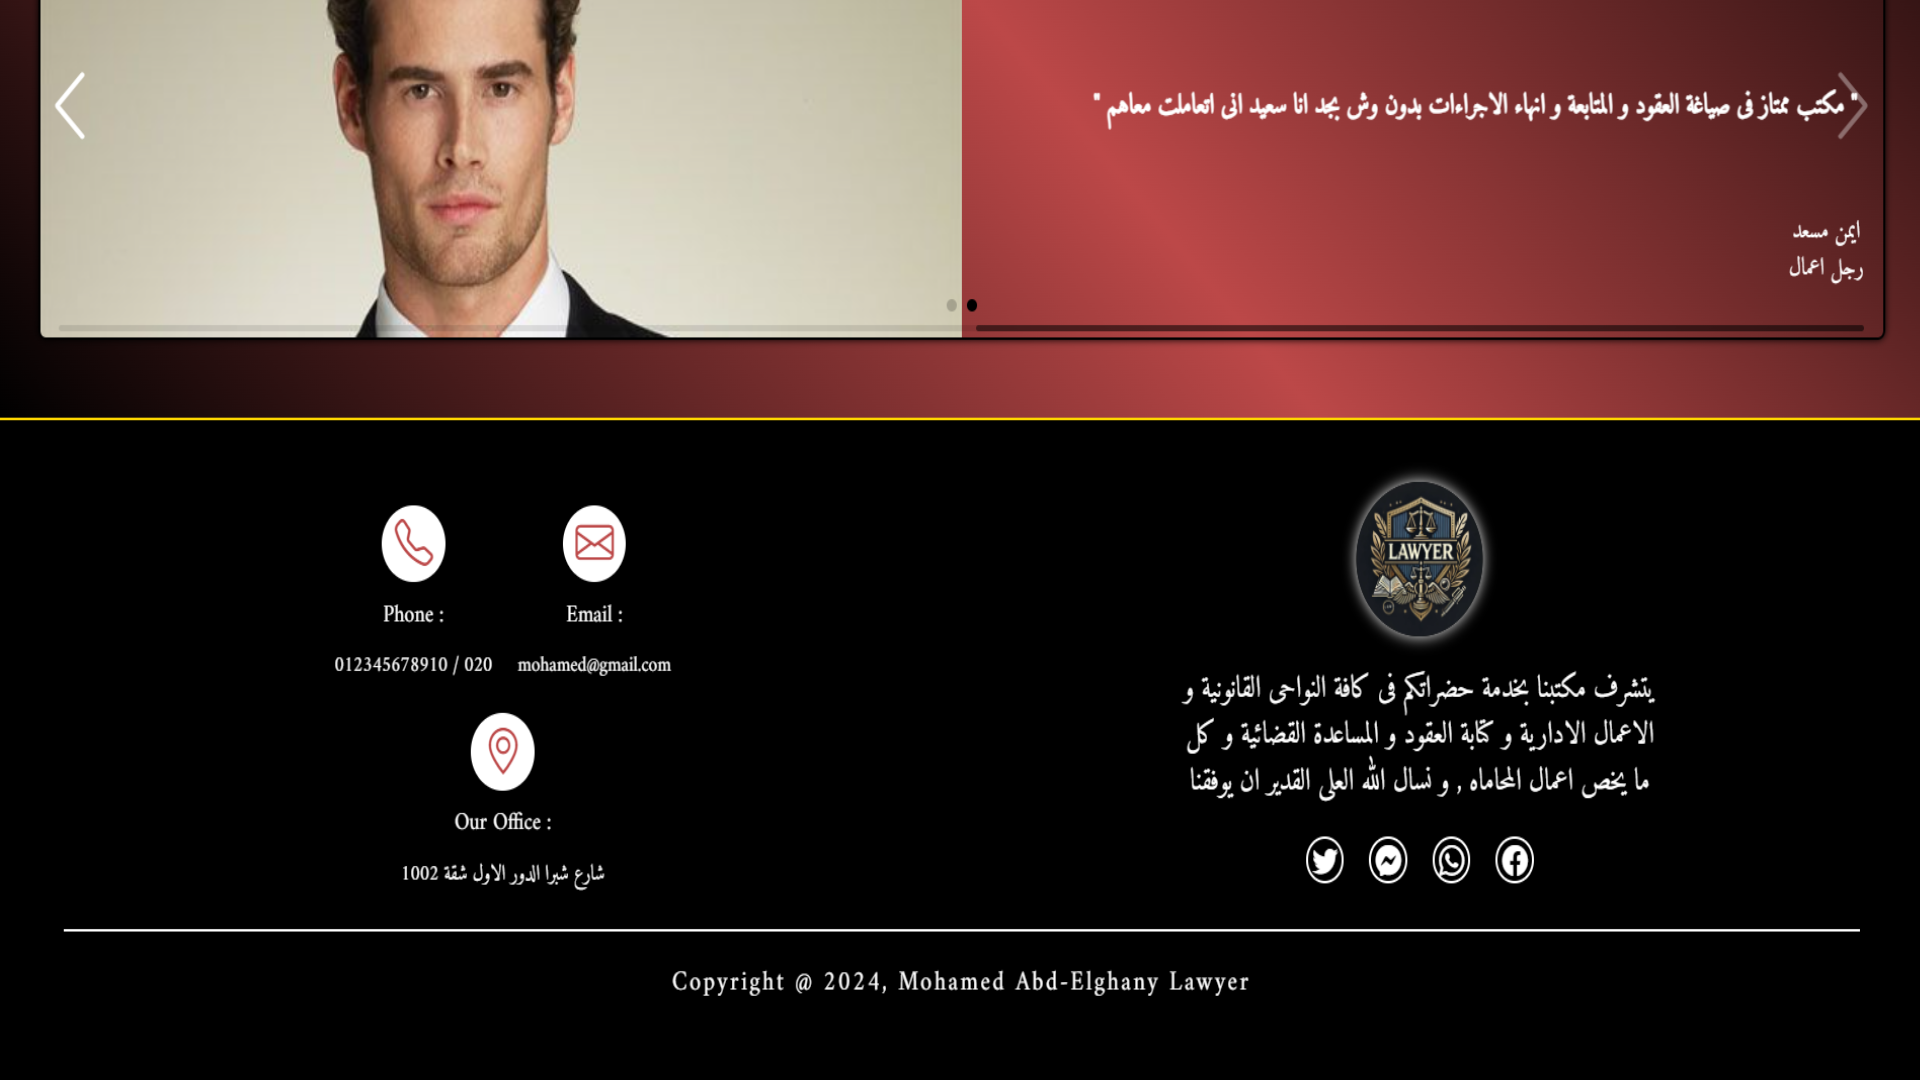 " مكتب ممتاز فى صياغة العقود و المتابعة و انهاء الاجراءات بدون وش بجد انا سعيد انى اتعاملت معاهم "
ايمن مسعد
رجل اعمال
LAWYER
يتشرف مكتبنا بخدمة حضراتكم فى كافة النواحى القانونية و
الاعمال الادارية و كتابة العقود و المساعدة القضائية و كل
ما يخص اعمال المحاماه , و نسال الله العلى القدير ان يوفقنا
Phone :
012345678910 / 020
Email :
mohamed@gmail.com
Our Office :
شارع شبرا الدور الاول شقة 1002
Copyright @ 2024, Mohamed Abd-Elghany Lawyer